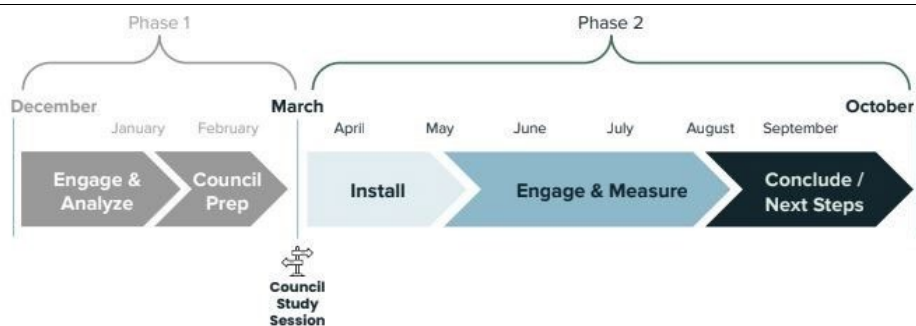 Phase 1
Phase 2
December
March
October
January
February
April
May
June
July
August
September
Engage &
Analyze
Council
Prep
Install
Engage & Measure
Conclude /
Next Steps
Council
Study
Session